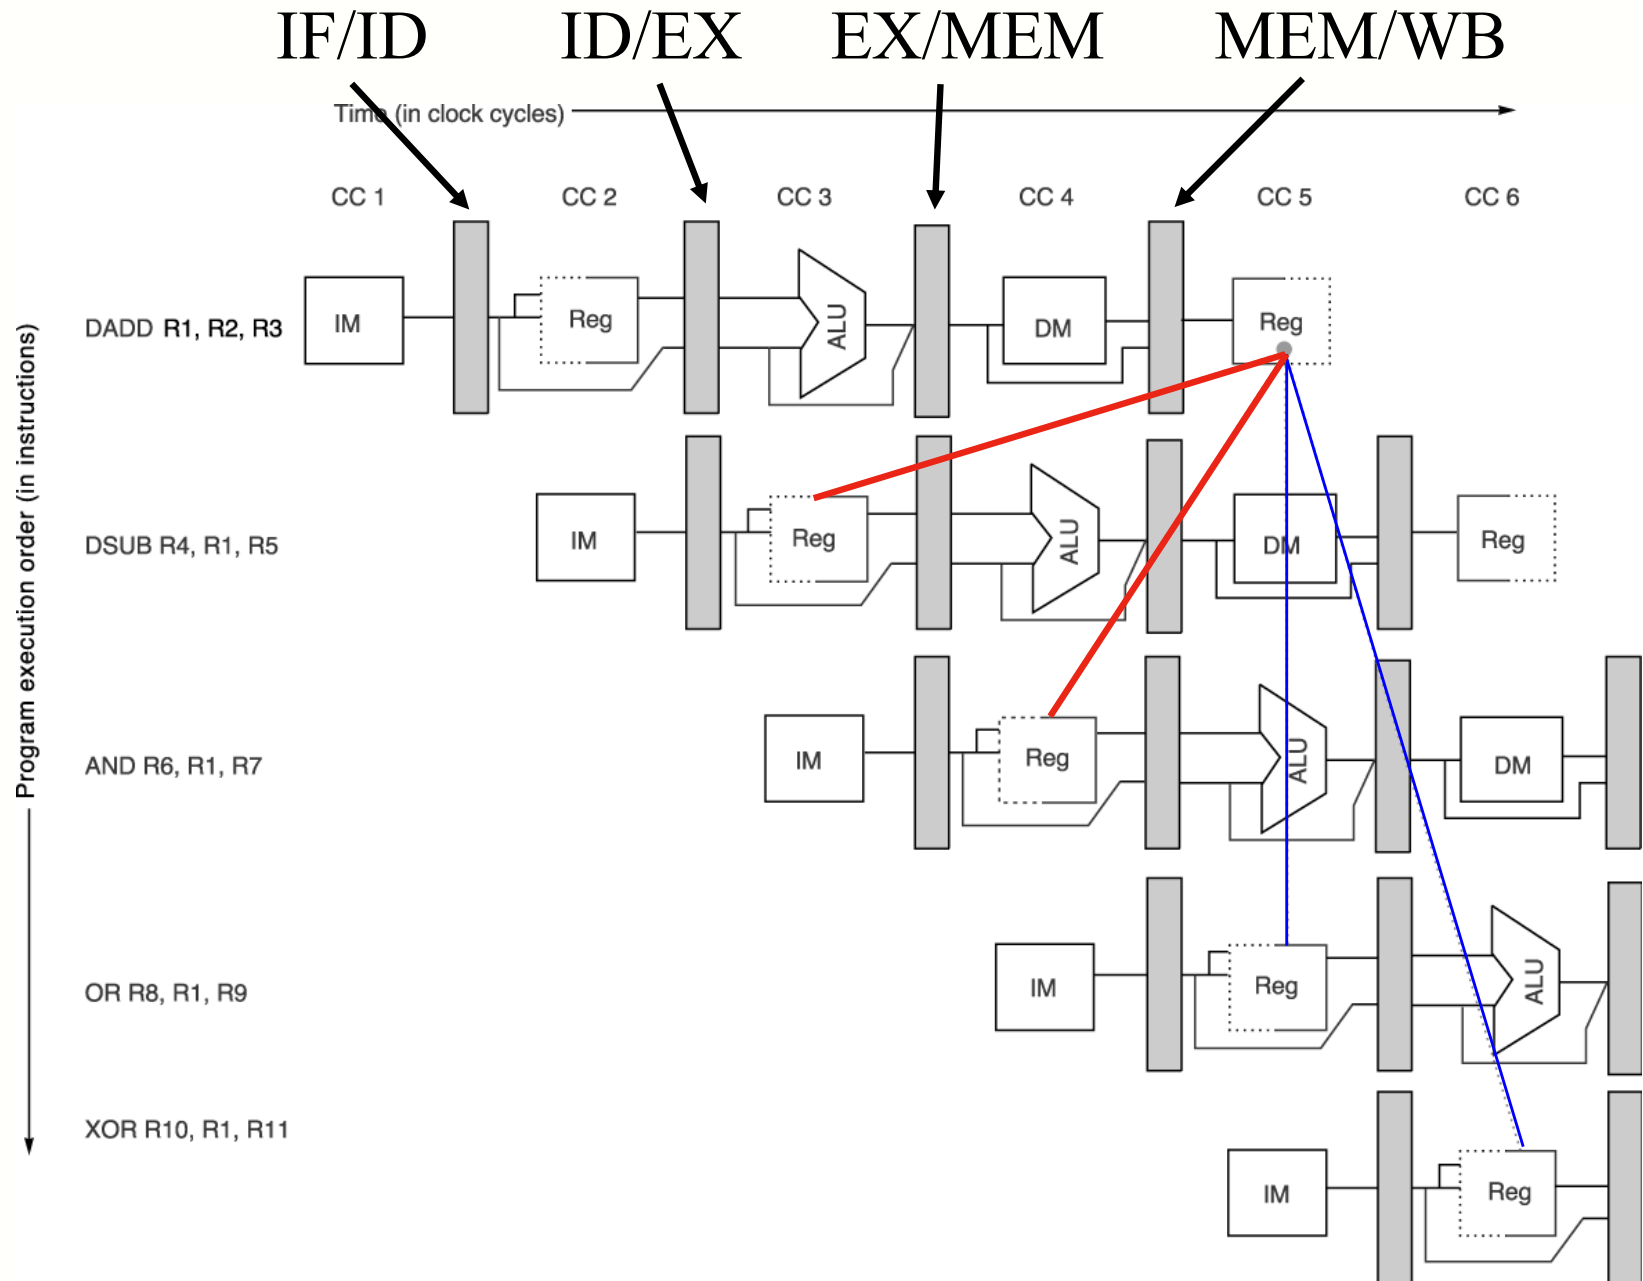 IF/ID ID/EX EX/MEM MEM/WB
Time (in clock cycles)
CC 1 CC 2 CC 3 CC 4 CC 5 CC 6
Program execution order (in instructions)
DADD R1, R2, R3 IM Reg ALU DM Reg
DSUB R4, R1, R5 IM Reg ALU DM Reg
AND R6, R1, R7 IM Reg ALU DM
OR R8, R1, R9 IM Reg ALU
XOR R10, R1, R11 IM Reg